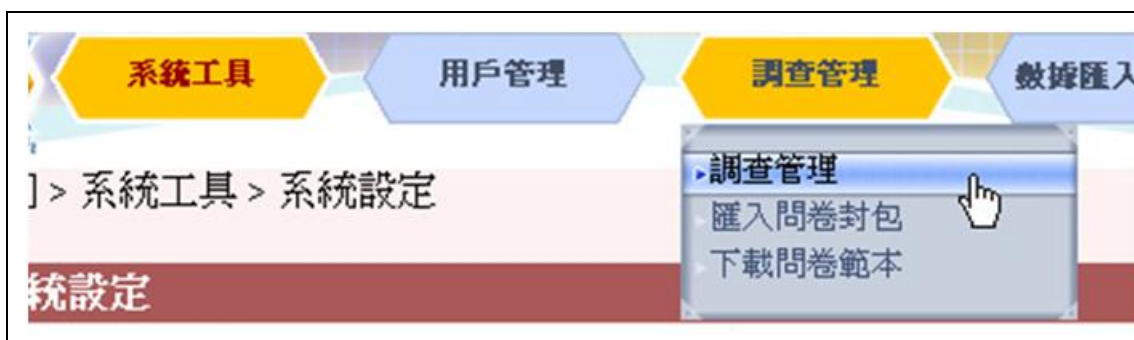 系統工具 用戶管理 調查管理 數據匯入
調查管理
] > 系統工具 > 系統設定
匯入問卷封包
下載問卷範本
統設定